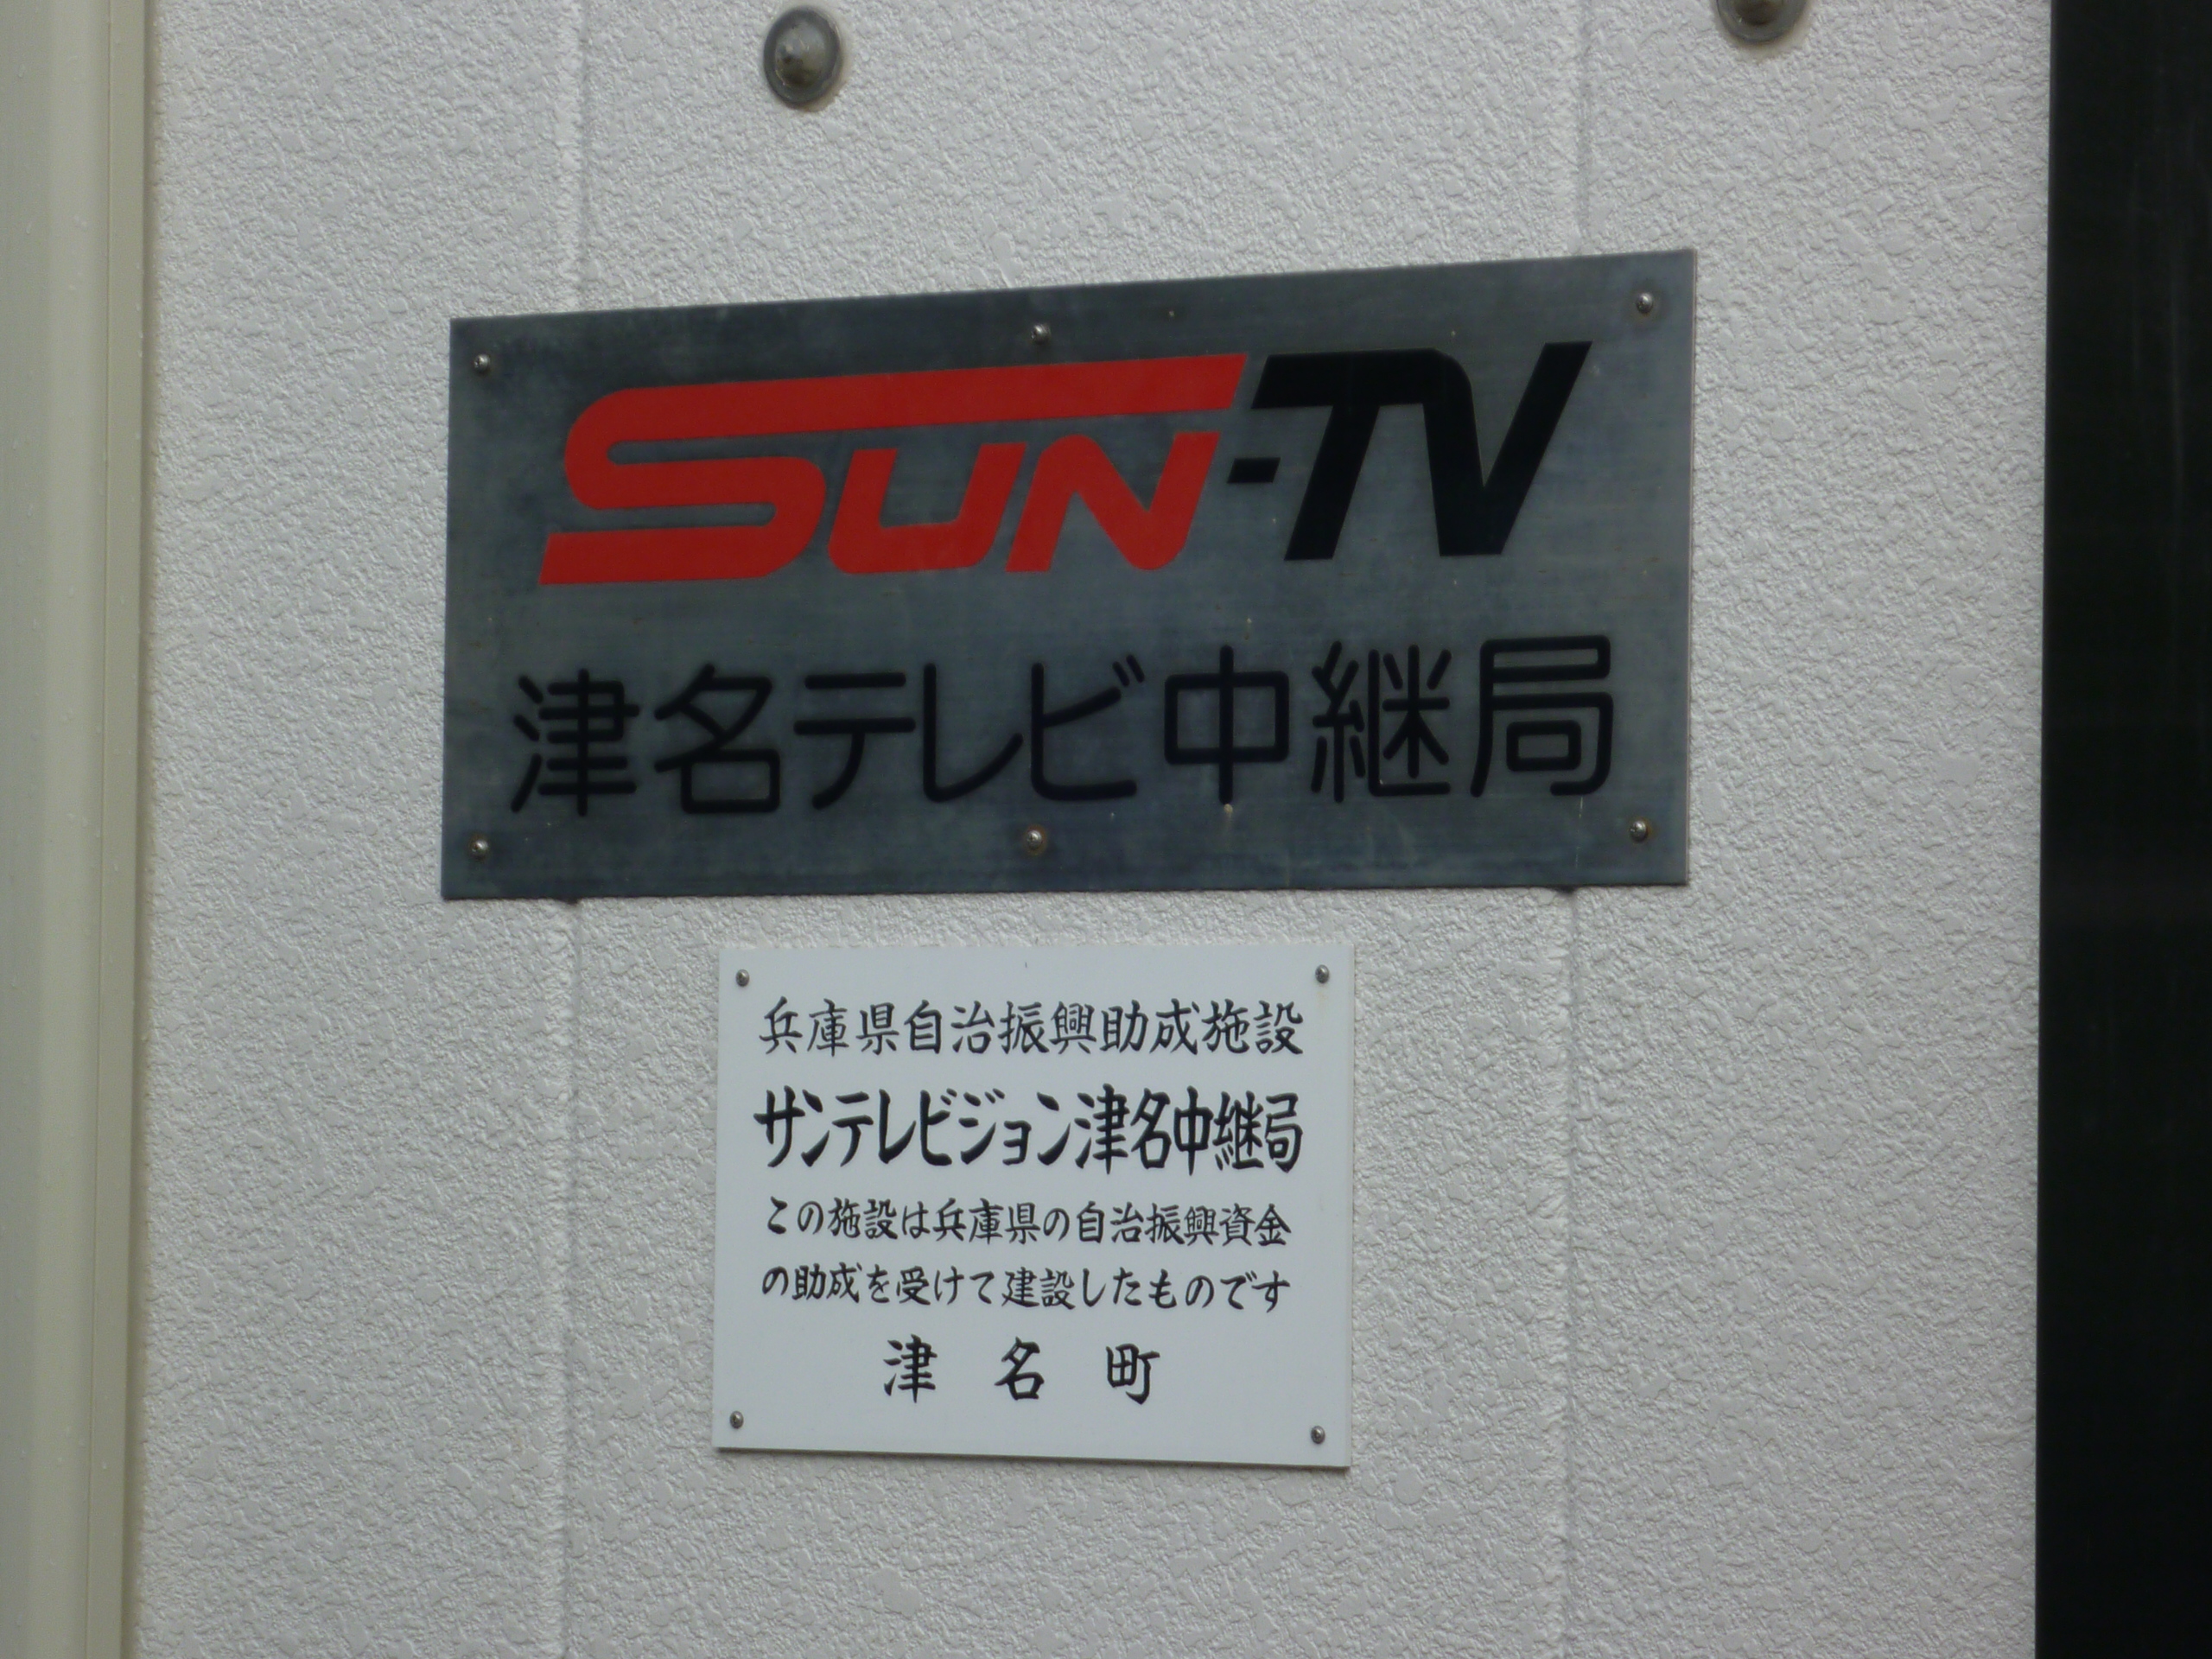 SUN-TV
津名テレビ中継局
兵庫県自治振興助成施設
サンテレビジョン津名中継局
この施設は兵庫県の自治振興資金
の助成を受けて建設したものです
津名町